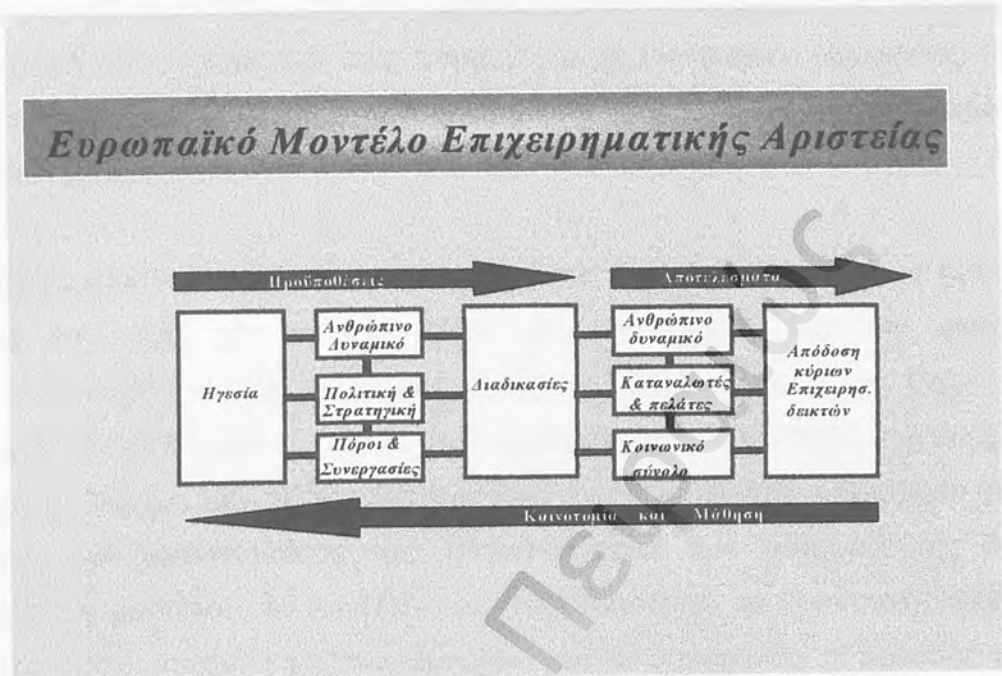 Ευρωπαϊκό Μοντέλο Επιχειρηματικής Αριστείας
Προϋποθέσεις
Αποτελέσματα
Ηγεσία
Ανθρώπινο
Δυναμικό
Πολιτική &
Στρατηγική
Πόροι &
Συνεργασίες
Διαδικασίες
Ανθρώπινο
δυναμικό
Καταναλωτές
& πελάτες
Κοινωνικό
σύνολο
Απόδοση
κύριων
Επιχειρησ.
δεικτών
Καινοτομία και Μάθηση
Πειραιώς